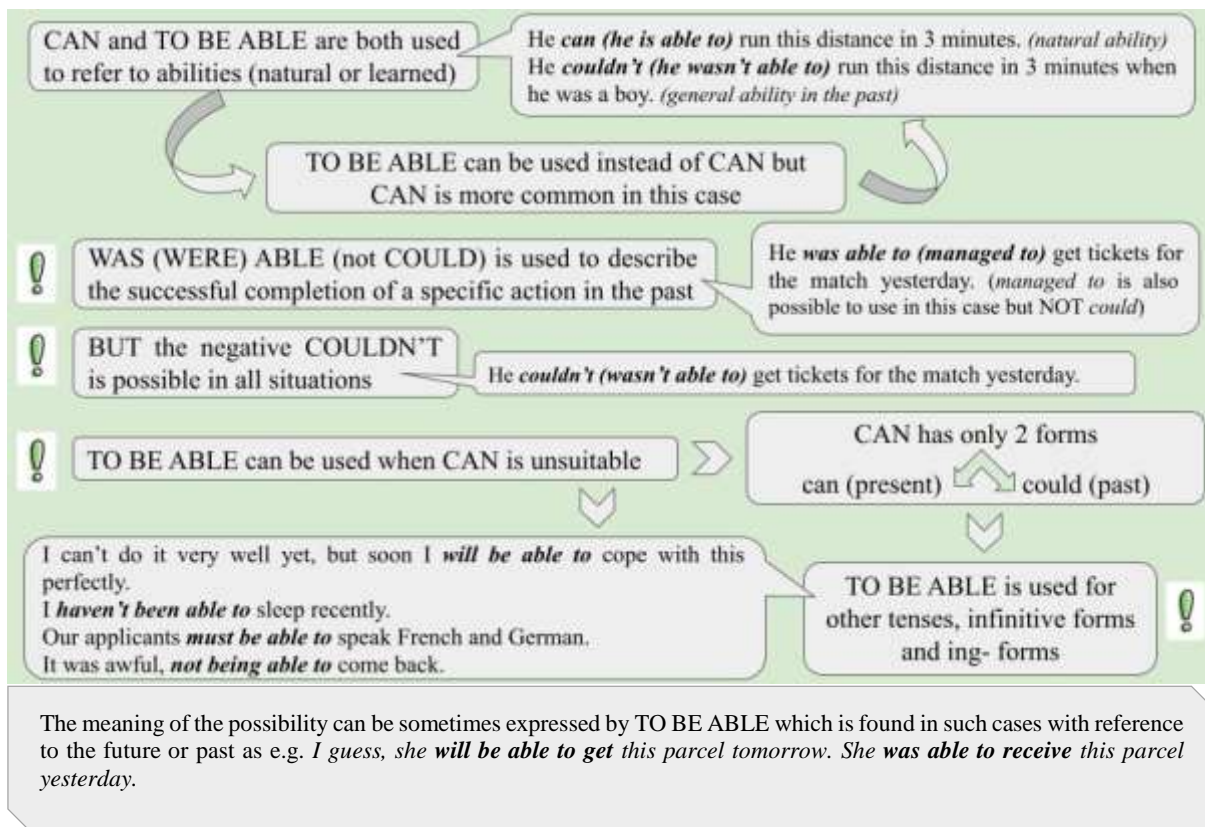 CAN and TO BE ABLE are both used
to refer to abilities (natural or learned)
He can (he is able to) run this distance in 3 minutes. (natural ability)
He couldn't (he wasn't able to) run this distance in 3 minutes when
he was a boy. (general ability in the past)
TO BE ABLE can be used instead of CAN but
CAN is more common in this case
WAS (WERE) ABLE (not COULD) is used to describe
the successful completion of a specific action in the past
He was able to (managed to) get tickets for
the match yesterday. (managed to is also
possible to use in this case but NOT could)
BUT the negative COULDN'T
is possible in all situations
He couldn't (wasn't able to) get tickets for the match yesterday.
TO BE ABLE can be used when CAN is unsuitable
CAN has only 2 forms
can (present) could (past)
I can't do it very well yet, but soon I will be able to cope with this
perfectly.
I haven't been able to sleep recently.
Our applicants must be able to speak French and German.
It was awful, not being able to come back.
TO BE ABLE is used for
other tenses, infinitive forms
and ing- forms
The meaning of the possibility can be sometimes expressed by TO BE ABLE which is found in such cases with reference
to the future or past as e.g. I guess, she will be able to get this parcel tomorrow. She was able to receive this parcel
yesterday.